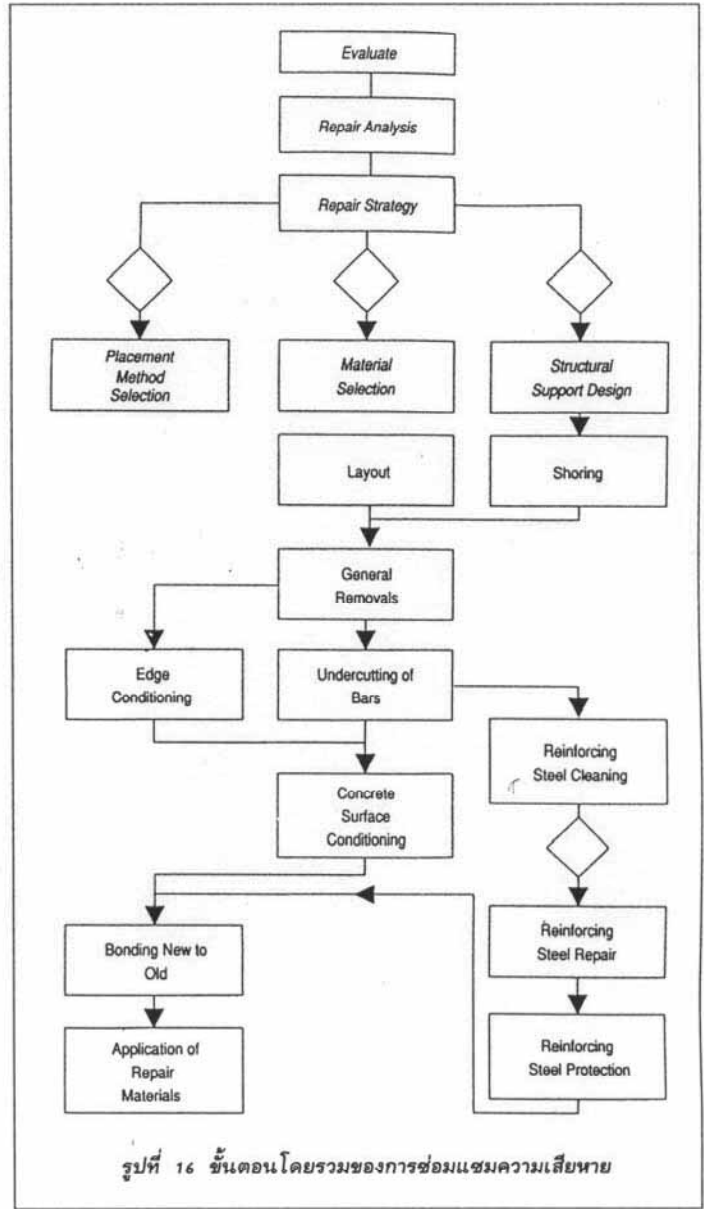 Evaluate
Repair Analysis
Repair Strategy
Placement
Method
Selection
Material
Selection
Structural
Support Design
Layout
Shoring
General
Removals
Edge
Conditioning
Undercutting of
Bars
Reinforcing
Steel Cleaning
Concrete
Surface
Conditioning
Bonding New to
Old
Reinforcing
Steel Repair
Application of
Repair
Materials
Reinforcing
Steel Protection
รูปที่ 16 ขั้นตอนโดยรวมของการซ่อมแซมความเสียหาย